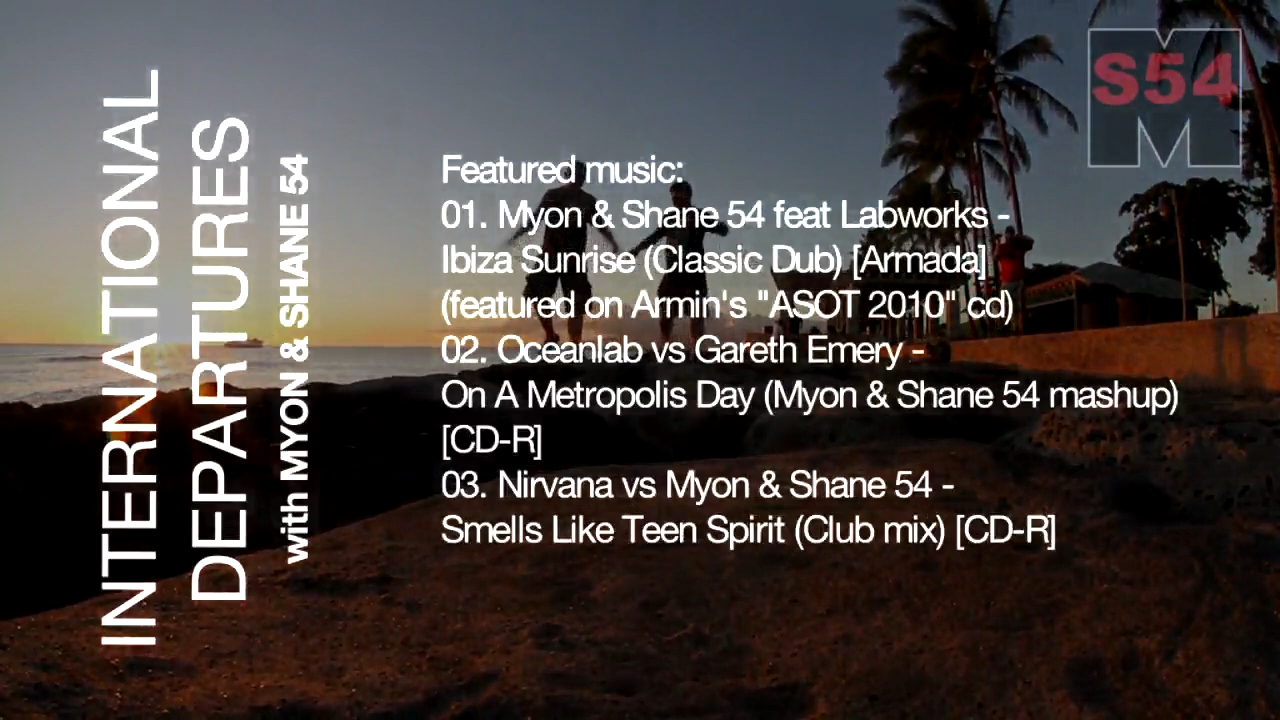 INTERNATIONAL
DEPARTURES
with MYON & SHANE 54
M
S54
M
Featured music:
01. Myon & Shane 54 feat Labworks -
Ibiza Sunrise (Classic Dub) [Armada]
(featured on Armin's "ASOT 2010" cd)
02. Oceanlab vs Gareth Emery -
On A Metropolis Day (Myon & Shane 54 mashup)
[CD-R]
03. Nirvana vs Myon & Shane 54 -
Smells Like Teen Spirit (Club mix) [CD-R]